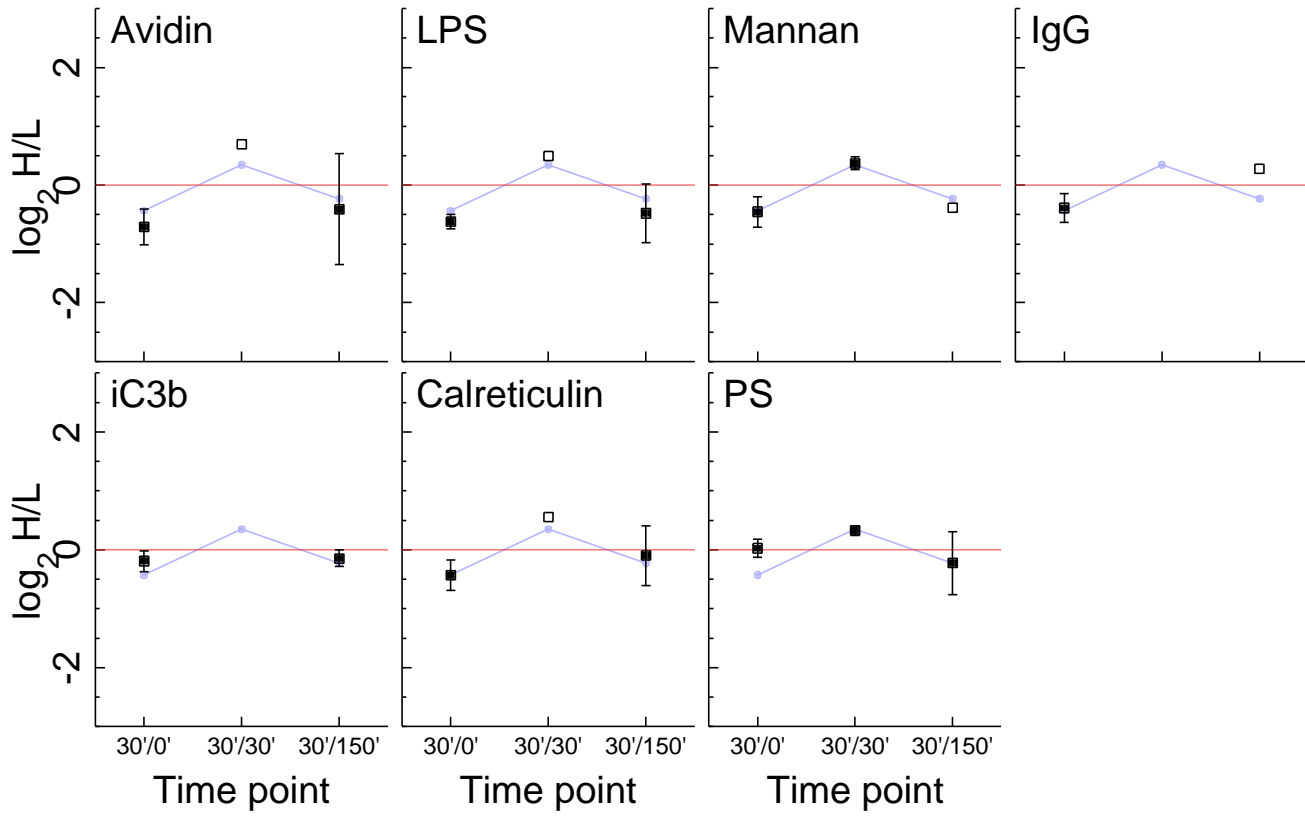 Avidin LPS Mannan IgG
2
0
-2
log2 H/L
iC3b Calreticulin PS
2
0
-2
log2 H/L
30'/0' 30'/30' 30'/150' 30'/0' 30'/30' 30'/150' 30'/0' 30'/30' 30'/150'
Time point Time point Time point